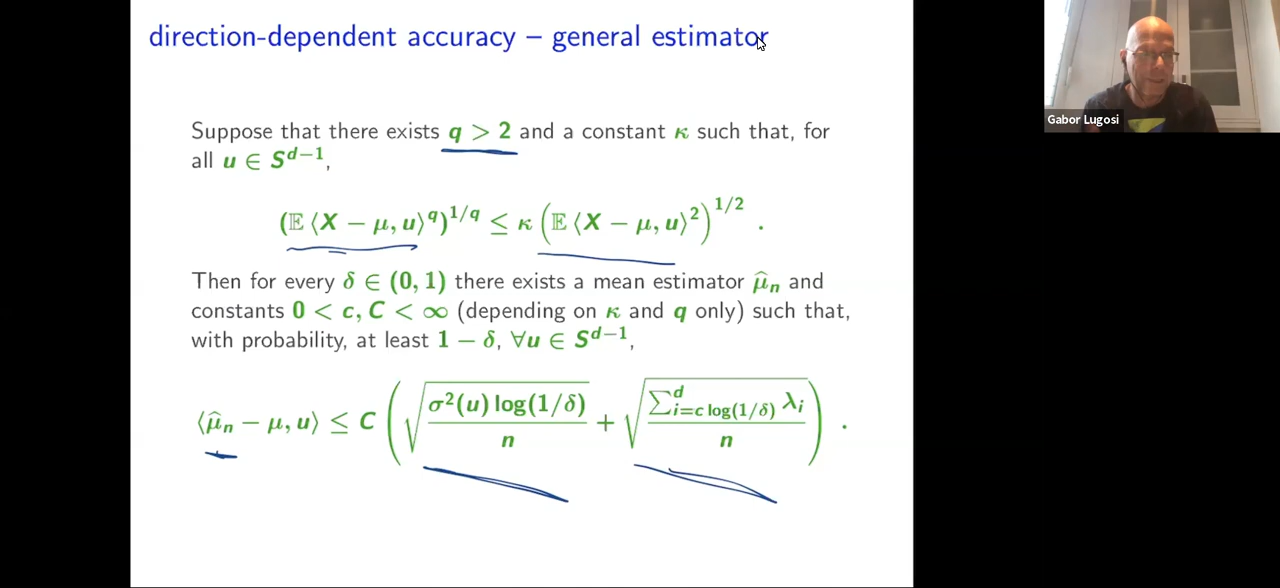 direction-dependent accuracy – general estimator
Gabor Lugosi
Suppose that there exists q > 2 and a constant κ such that, for
all u ∈ S^{d−1},
(𝔼 ⟨X − μ, u⟩^q)^{1/q} ≤ κ (𝔼 ⟨X − μ, u⟩^2)^{1/2} .
Then for every δ ∈ (0, 1) there exists a mean estimator μ̂_n and
constants 0 < c, C < ∞ (depending on κ and q only) such that,
with probability, at least 1 − δ, ∀u ∈ S^{d−1},
⟨μ̂_n − μ, u⟩ ≤ C ( √(σ^2(u) log(1/δ) / n) + √(∑_{i=c log(1/δ)}^d λ_i / n) ) .